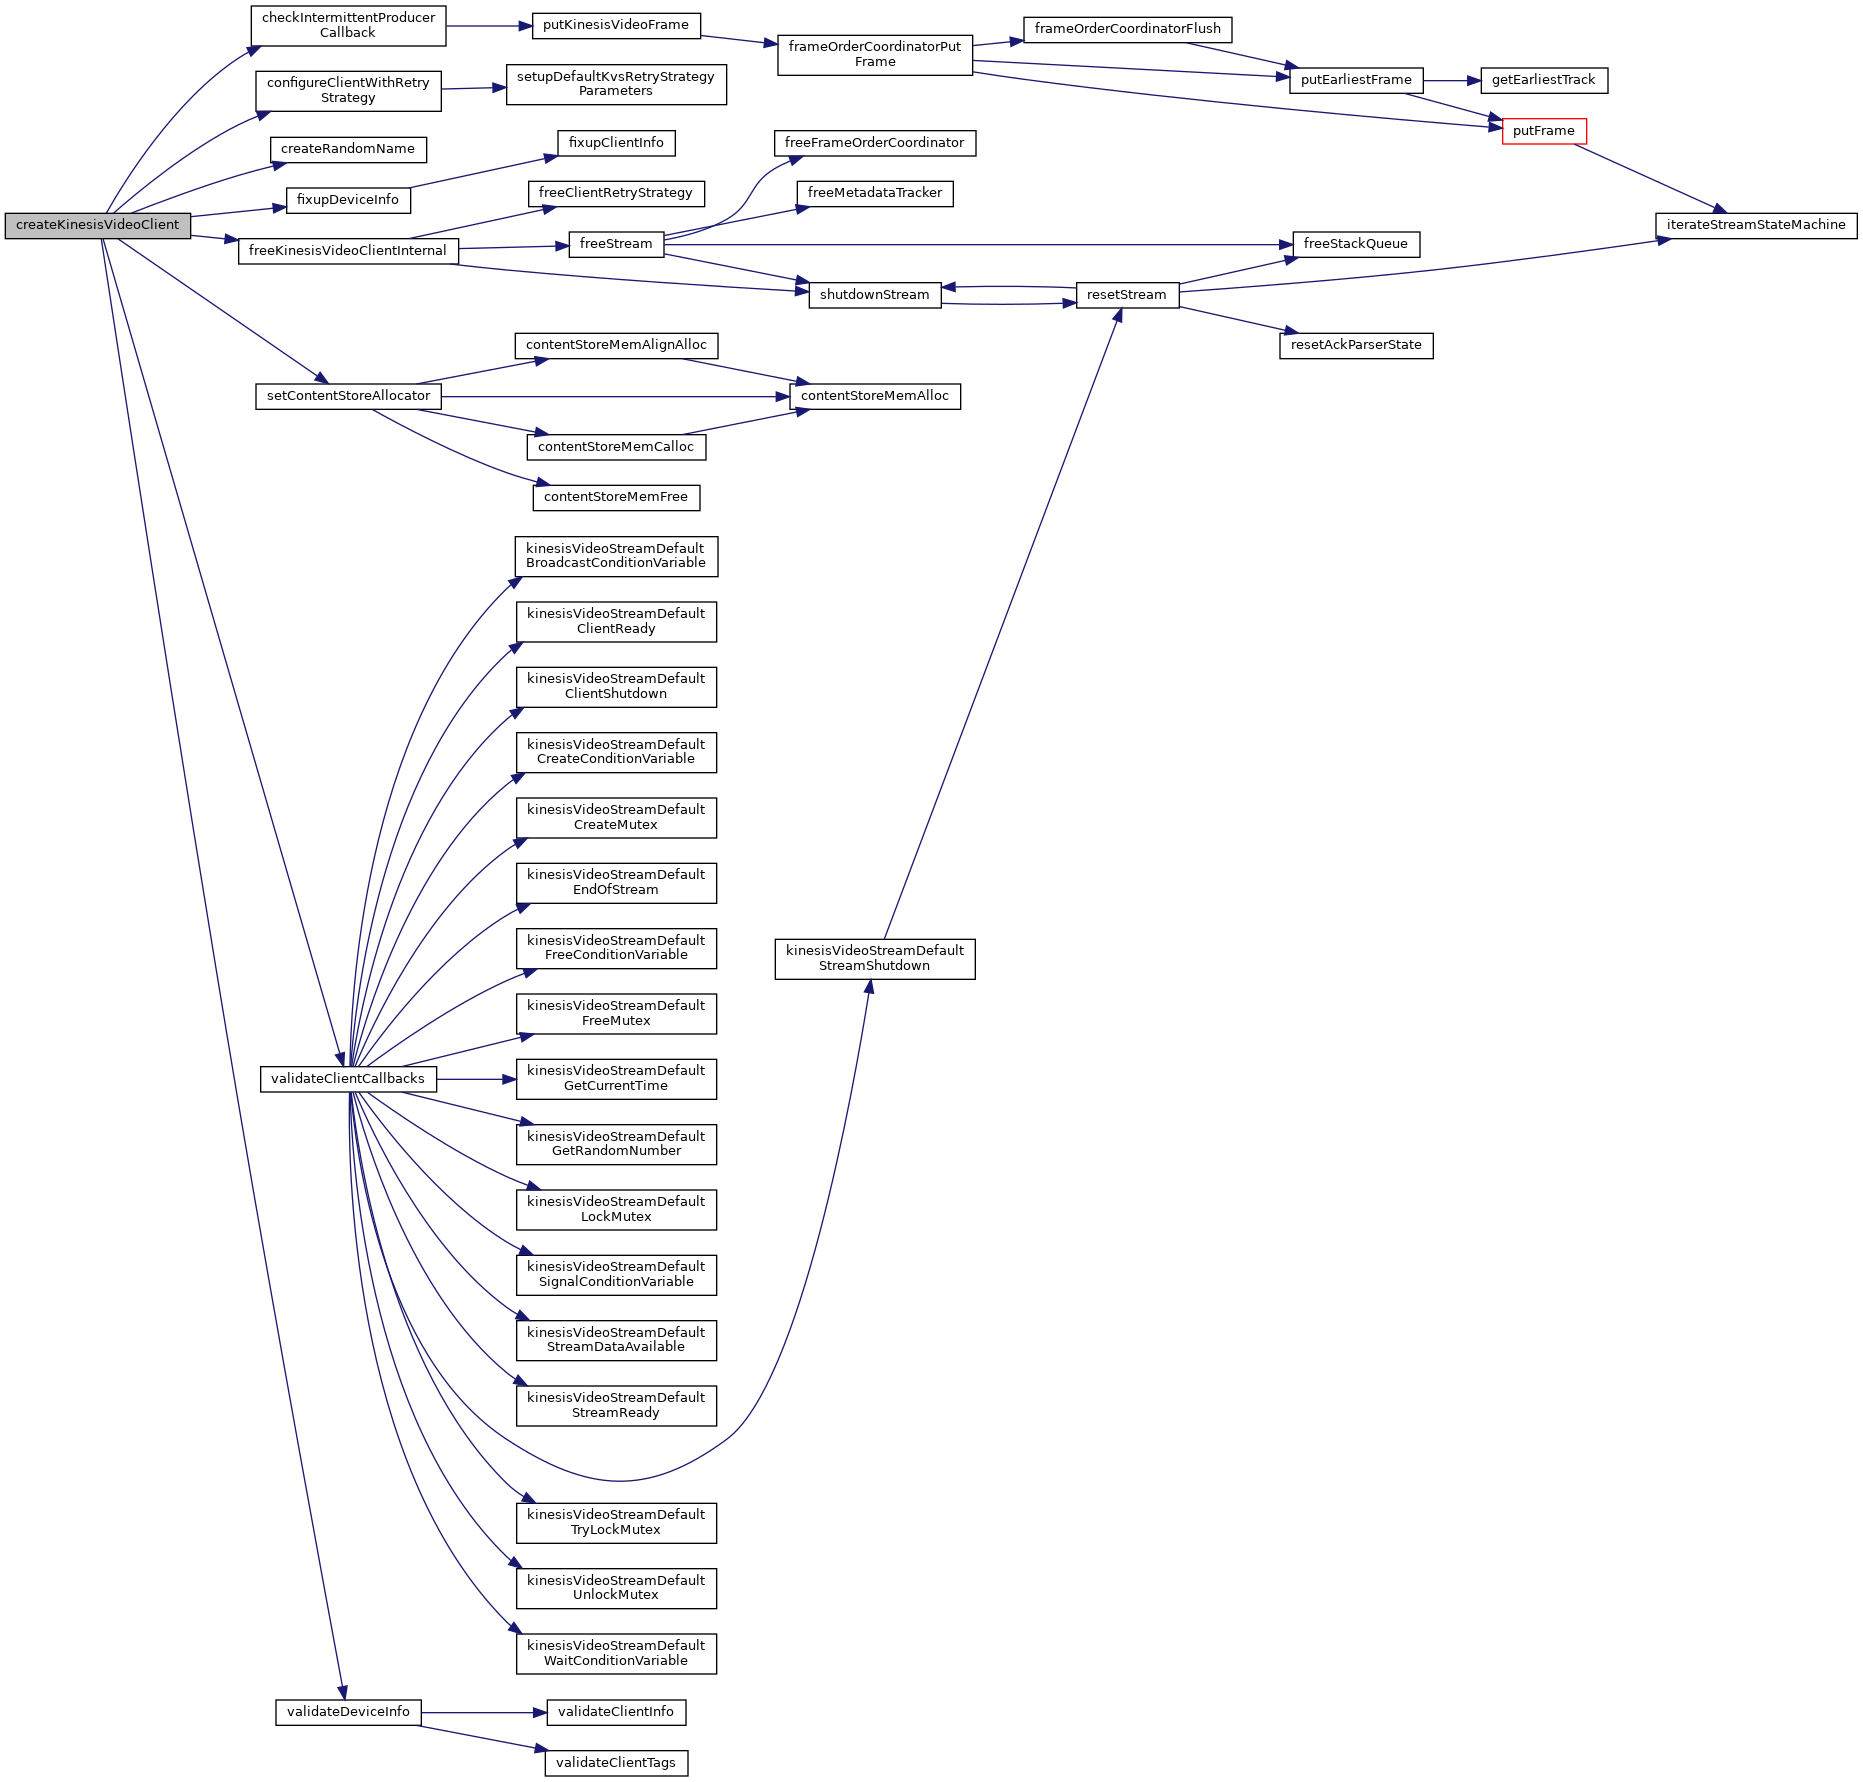 createKinesisVideoClient
checkIntermittentProducer
Callback
configureClientWithRetry
Strategy
createRandomName
fixupDeviceInfo
freeKinesisVideoClientInternal
setContentStoreAllocator
validateClientCallbacks
validateDeviceInfo
putKinesisVideoFrame
setupDefaultKvsRetryStrategy
Parameters
fixupClientInfo
freeClientRetryStrategy
freeStream
contentStoreMemAlignAlloc
contentStoreMemCalloc
contentStoreMemFree
kinesisVideoStreamDefault
BroadcastConditionVariable
kinesisVideoStreamDefault
ClientReady
kinesisVideoStreamDefault
ClientShutdown
kinesisVideoStreamDefault
CreateConditionVariable
kinesisVideoStreamDefault
CreateMutex
kinesisVideoStreamDefault
EndOfStream
kinesisVideoStreamDefault
FreeConditionVariable
kinesisVideoStreamDefault
FreeMutex
kinesisVideoStreamDefault
GetCurrentTime
kinesisVideoStreamDefault
GetRandomNumber
kinesisVideoStreamDefault
LockMutex
kinesisVideoStreamDefault
SignalConditionVariable
kinesisVideoStreamDefault
StreamDataAvailable
kinesisVideoStreamDefault
StreamReady
kinesisVideoStreamDefault
TryLockMutex
kinesisVideoStreamDefault
UnlockMutex
kinesisVideoStreamDefault
WaitConditionVariable
validateClientInfo
validateClientTags
frameOrderCoordinatorPut
Frame
freeFrameOrderCoordinator
freeMetadataTracker
shutdownStream
contentStoreMemAlloc
kinesisVideoStreamDefault
StreamShutdown
frameOrderCoordinatorFlush
resetStream
putEarliestFrame
freeStackQueue
resetAckParserState
getEarliestTrack
putFrame
iterateStreamStateMachine